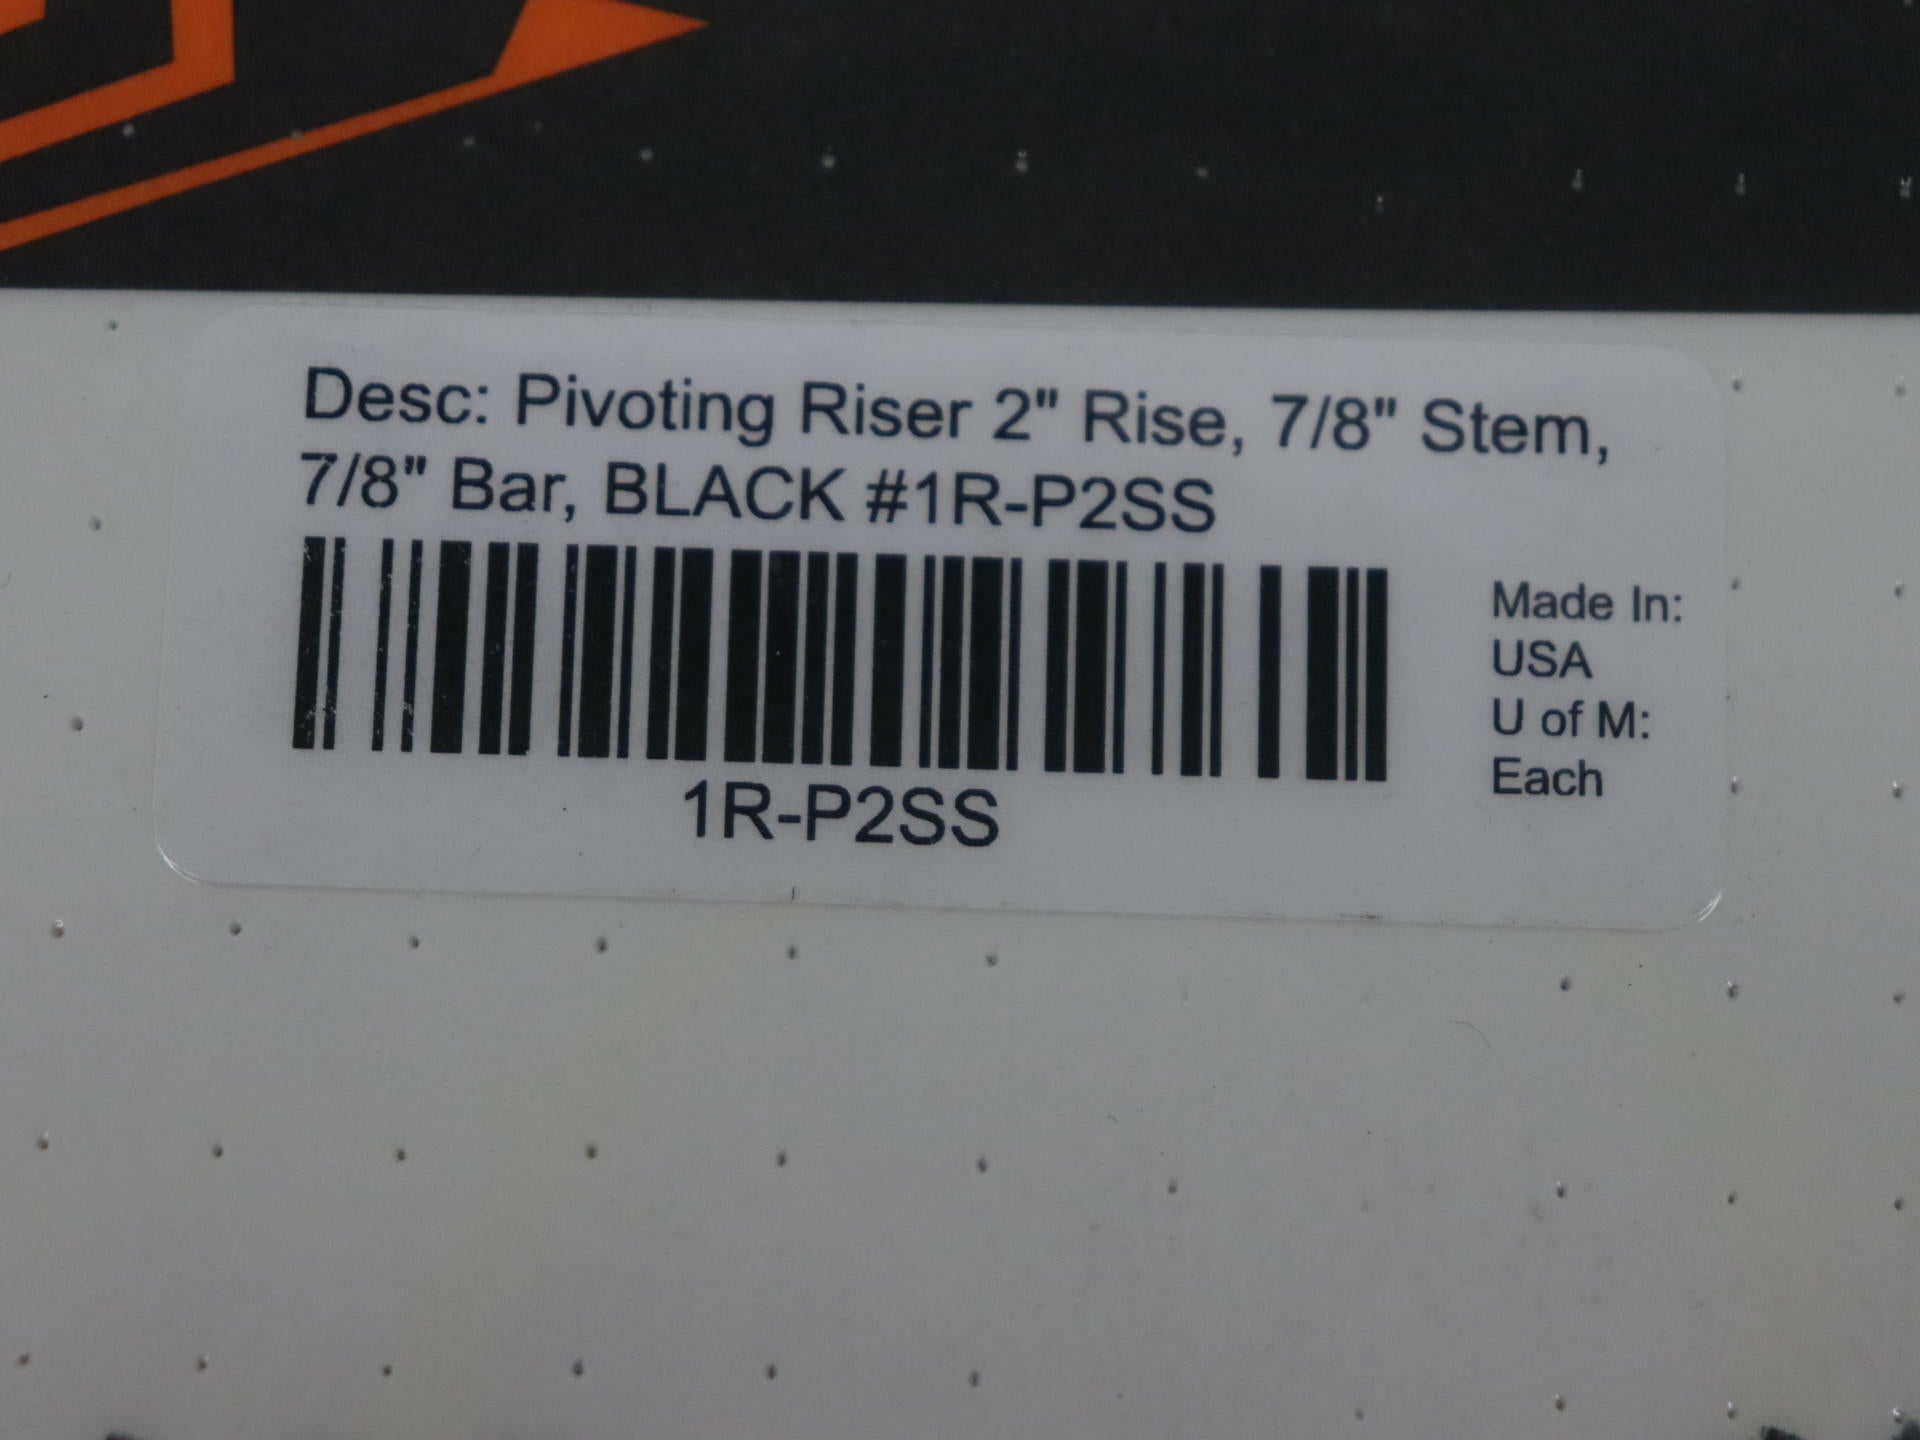 Desc: Pivoting Riser 2" Rise, 7/8" Stem,
7/8" Bar, BLACK #1R-P2SS
1R-P2SS
Made In:
USA
U of M:
Each